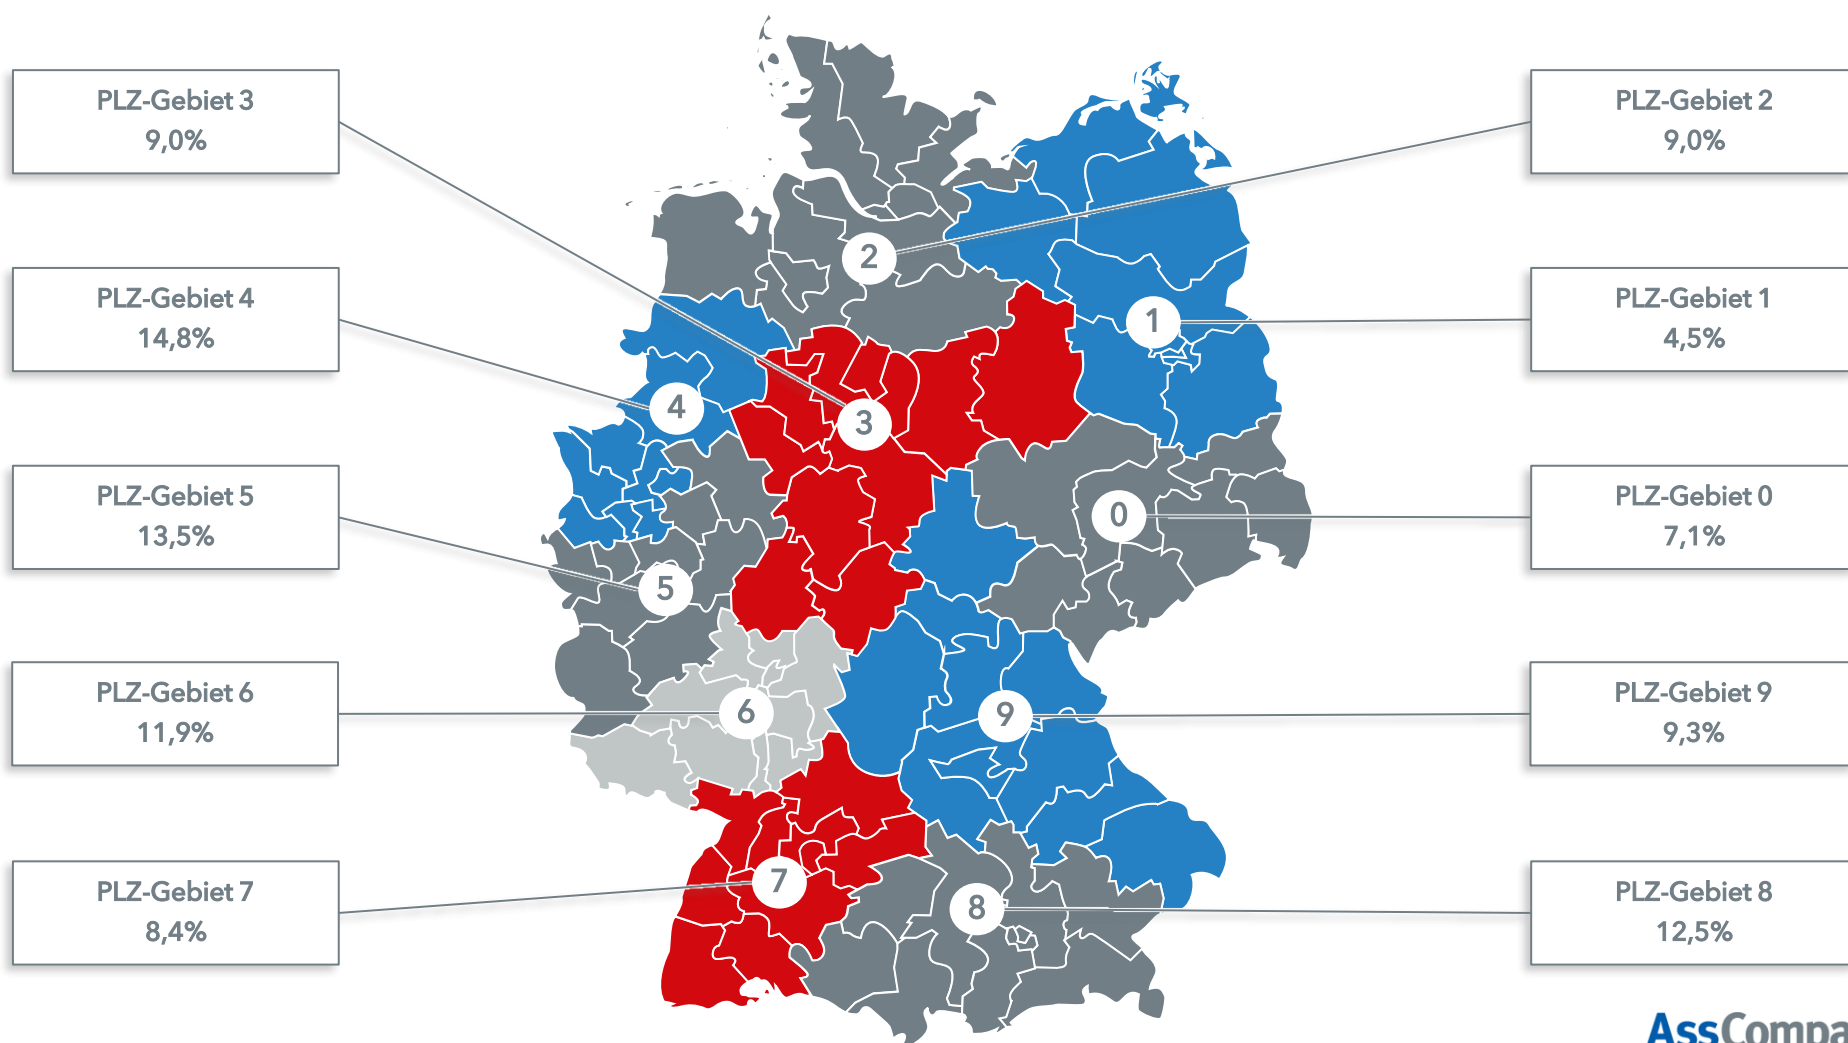 PLZ-Gebiet 3
9,0%
PLZ-Gebiet 2
9,0%
PLZ-Gebiet 4
14,8%
PLZ-Gebiet 1
4,5%
PLZ-Gebiet 5
13,5%
PLZ-Gebiet 0
7,1%
PLZ-Gebiet 6
11,9%
PLZ-Gebiet 9
9,3%
PLZ-Gebiet 7
8,4%
PLZ-Gebiet 8
12,5%
2
1
4
3
0
5
6
9
7
8
AssCompa